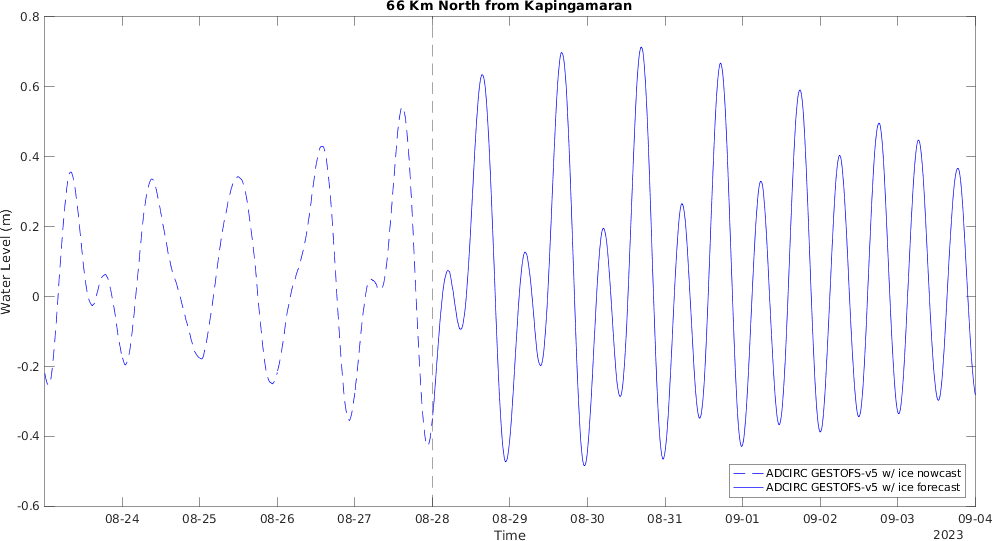 66 Km North from Kapingamaran
Water Level (m)
0.8
0.6
0.4
0.2
0
-0.2
-0.4
-0.6
ADCIRC GESTOFS-v5 w/ ice nowcast
ADCIRC GESTOFS-v5 w/ ice forecast
08-24 08-25 08-26 08-27 08-28 08-29 08-30 08-31 09-01 09-02 09-03 09-04
Time
2023